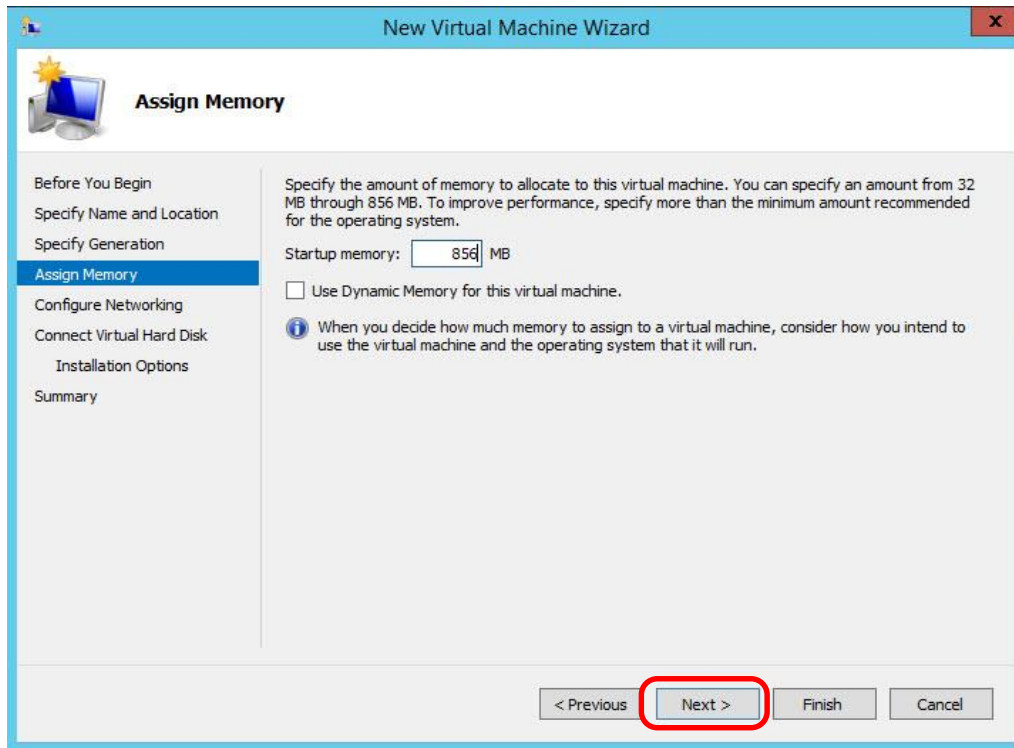 New Virtual Machine Wizard
x
Assign Memory
Before You Begin
Specify Name and Location
Specify Generation
Assign Memory
Configure Networking
Connect Virtual Hard Disk
Installation Options
Summary
Specify the amount of memory to allocate to this virtual machine. You can specify an amount from 32
MB through 856 MB. To improve performance, specify more than the minimum amount recommended
for the operating system.
Startup memory: 856 MB
Use Dynamic Memory for this virtual machine.
When you decide how much memory to assign to a virtual machine, consider how you intend to
use the virtual machine and the operating system that it will run.
< Previous Next > Finish Cancel